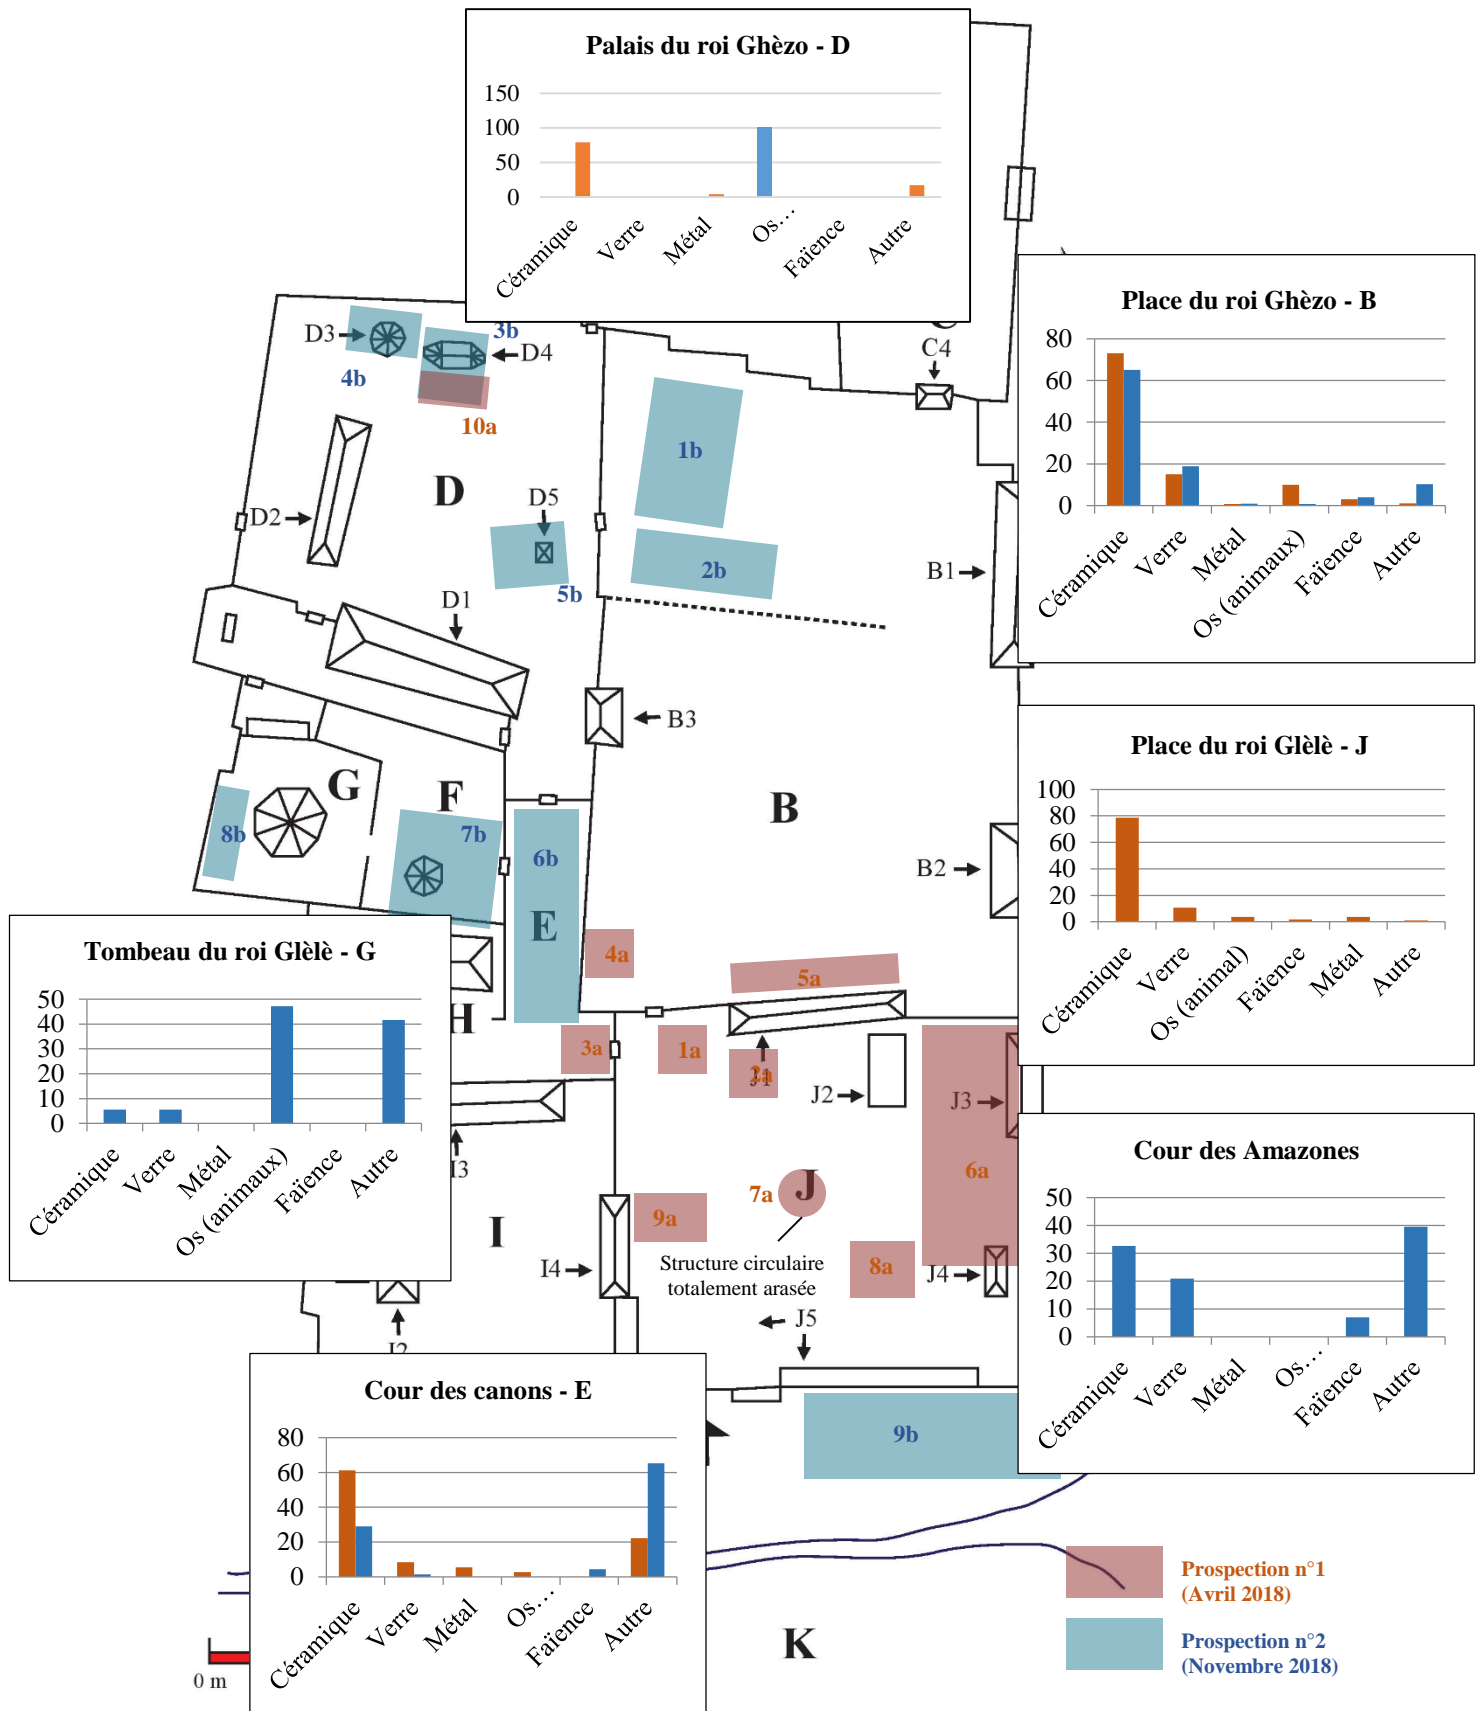 Palais du roi Ghèzo - D
150
100
50
0
Céramique
Verre
Métal
Os…
Faïence
Autre
Place du roi Ghèzo - B
80
60
40
20
0
Céramique
Verre
Métal
Os (animaux)
Faïence
Autre
D3
3b
D4
4b
10a
C4
1b
D
D2
D5
5b
2b
B1
D1
B3
Place du roi Glèlè - J
100
80
60
40
20
0
Céramique
Verre
Os (animal)
Faïence
Métal
Autre
G
F
B
8b
7b
6b
E
B2
Tombeau du roi Glèlè - G
50
40
30
20
10
0
Céramique
Verre
Métal
Os (animaux)
Faïence
Autre
4a
5a
H
3a
1a
2a
J1
J2
J3
6a
I3
7a
J
9a
I
I4
Structure circulaire
totalement arasée
8a
J4
J5
I2
Cour des Amazones
50
40
30
20
10
0
Céramique
Verre
Métal
Os…
Faïence
Autre
Cour des canons - E
80
60
40
20
0
Céramique
Verre
Métal
Os…
Faïence
Autre
9b
K
0 m
Prospection n°1
(Avril 2018)
Prospection n°2
(Novembre 2018)